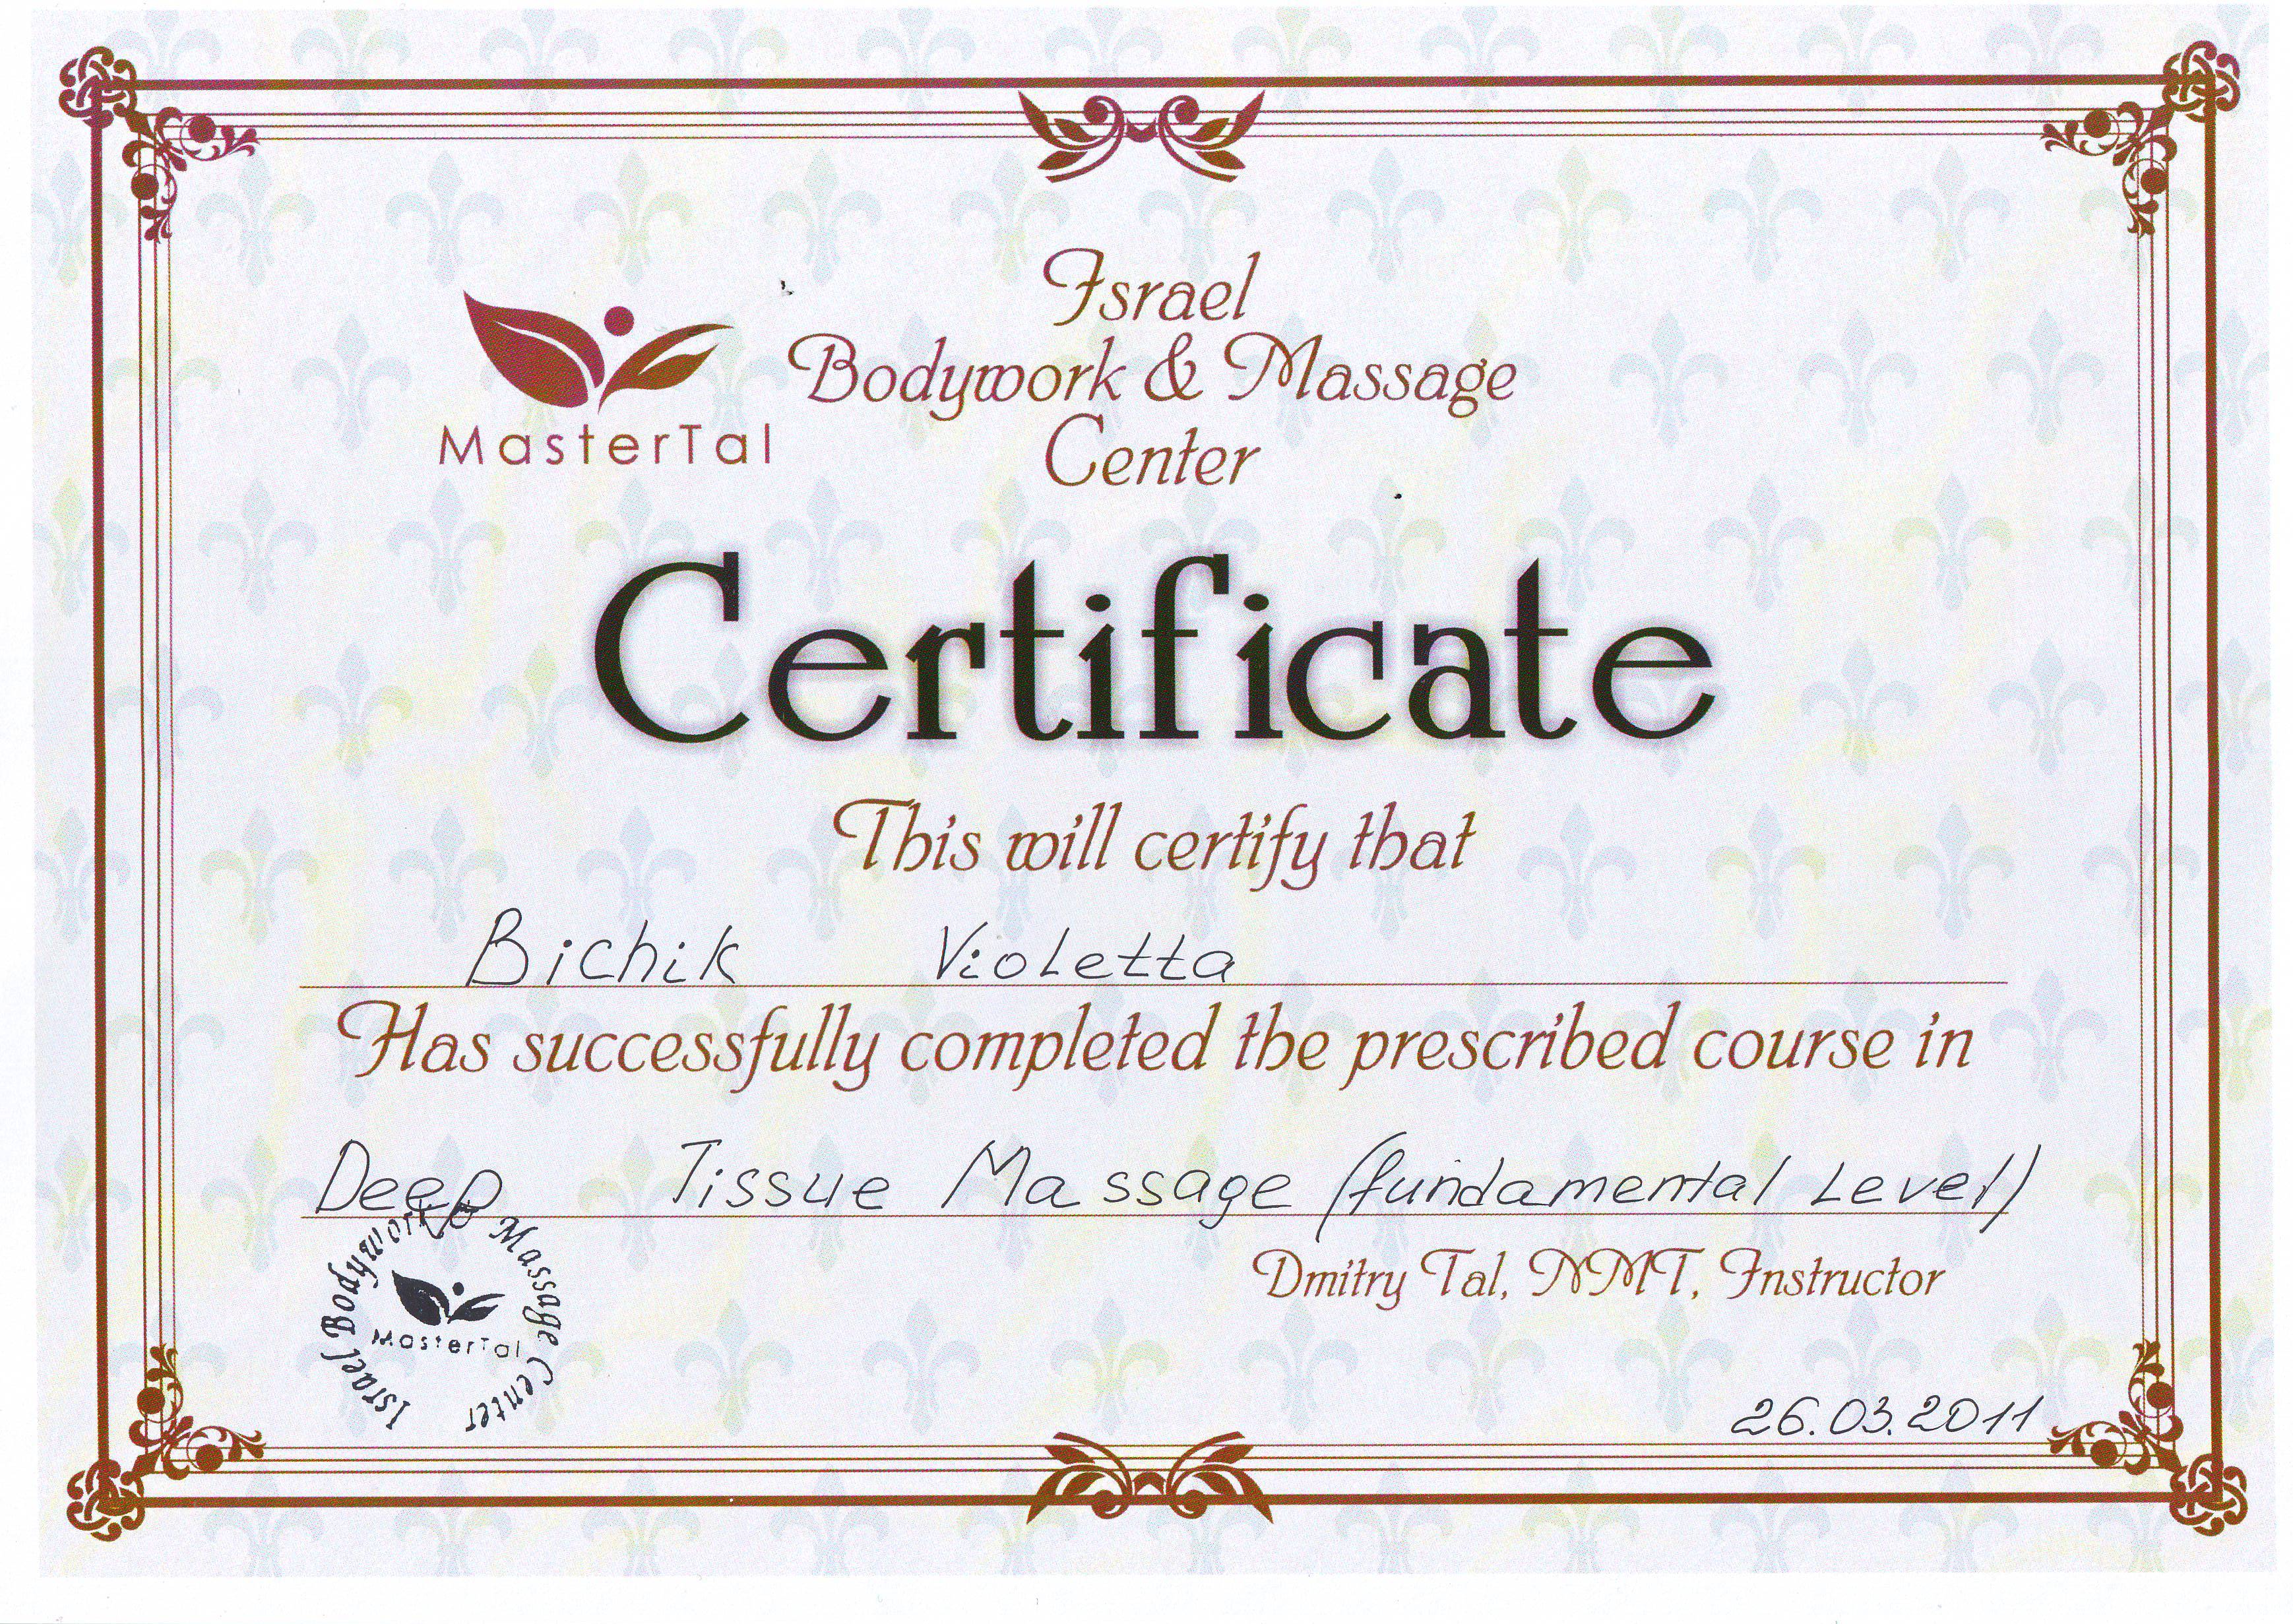 MasterTal
Israel
Bodywork & Massage
Center
Certificate
This will certify that
Bichik Violetta
Has successfully completed the prescribed course in
Deep Tissue Massage (fundamental Level)
Dmitry Tal, NMT, Instructor
Israel Bodywork & Massage Center
MasterTal
26.03.2011